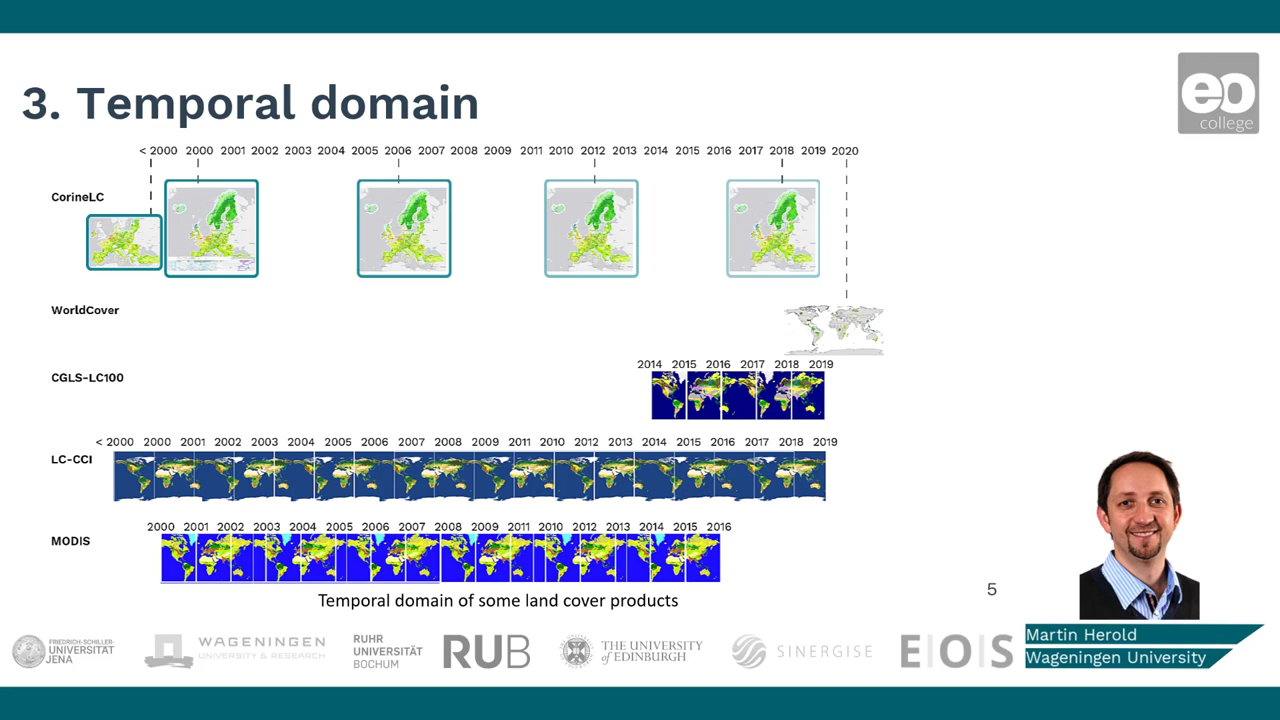 3. Temporal domain
eo
college
< 2000 2000 2001 2002 2003 2004 2005 2006 2007 2008 2009 2011 2010 2012 2013 2014 2015 2016 2017 2018 2019 2020
CorineLC
WorldCover
2014 2015 2016 2017 2018 2019
CGLS-LC100
< 2000 2000 2001 2002 2003 2004 2005 2006 2007 2008 2009 2011 2012 2013 2014 2015 2016 2017 2018 2019
LC-CCI
2000 2001 2002 2003 2004 2005 2006 2007 2008 2009 2011 2010 2012 2013 2014 2015 2016
MODIS
Temporal domain of some land cover products
5
Martin Herold
Wageningen University
FRIEDRICH-SCHILLER-
UNIVERSITÄT
JENA
WAGENINGEN
UNIVERSITY & RESEARCH
RUHR
UNIVERSITÄT
BOCHUM
RUB
THE UNIVERSITY
of EDINBURGH
SINERGISE
E|O|S